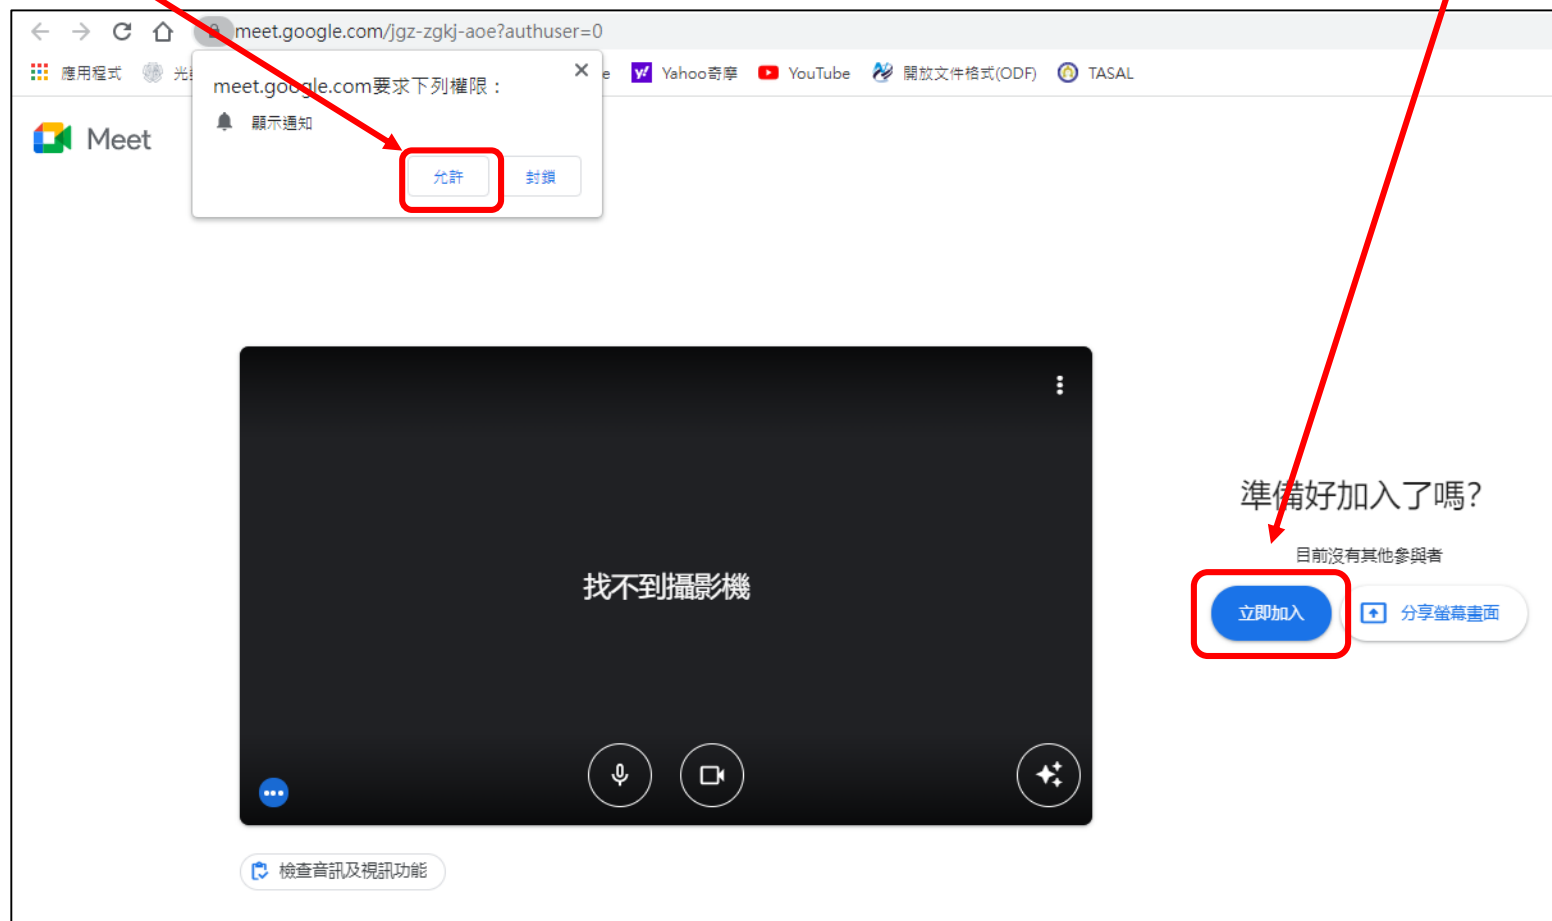 meet.google.com/jgz-zgkj-aoe?authuser=0
應用程式 光 e Yahoo奇摩 YouTube 開放文件格式(ODF) TASAL
meet.google.com要求下列權限：
顯示通知
允許 封鎖
Meet
找不到攝影機
準備好加入了嗎？
目前沒有其他參與者
立即加入 分享螢幕畫面
檢查音訊及視訊功能